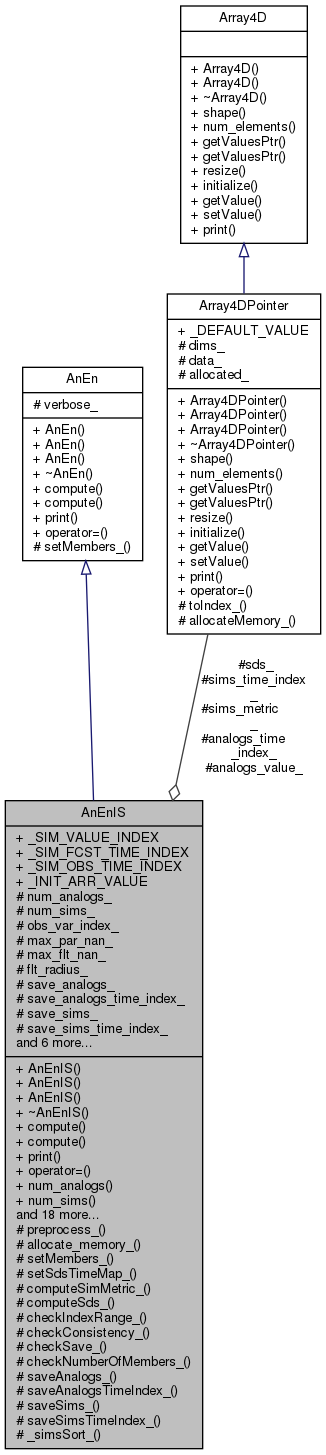 Array4D
+ Array4D()
+ Array4D()
+ ~Array4D()
+ shape()
+ num_elements()
+ getValuesPtr()
+ getValuesPtr()
+ resize()
+ initialize()
+ getValue()
+ setValue()
+ print()
Array4DPointer
+ _DEFAULT_VALUE
# dims_
# data_
# allocated_
+ Array4DPointer()
+ Array4DPointer()
+ Array4DPointer()
+ ~Array4DPointer()
+ shape()
+ num_elements()
+ getValuesPtr()
+ getValuesPtr()
+ resize()
+ initialize()
+ getValue()
+ setValue()
+ print()
+ operator=()
# toIndex_()
# allocateMemory_()
AnEn
# verbose_
+ AnEn()
+ AnEn()
+ AnEn()
+ ~AnEn()
+ compute()
+ compute()
+ print()
+ operator=()
# setMembers_()
#sds_
#sims_time_index
_
#sims_metric
_
#analogs_time
_index_
#analogs_value_
AnEnIS
+ _SIM_VALUE_INDEX
+ _SIM_FCST_TIME_INDEX
+ _SIM_OBS_TIME_INDEX
+ _INIT_ARR_VALUE
# num_analogs_
# num_sims_
# obs_var_index_
# max_par_nan_
# max_flt_nan_
# flt_radius_
# save_analogs_
# save_analogs_time_index_
# save_sims_
# save_sims_time_index_
and 6 more...
+ AnEnIS()
+ AnEnIS()
+ AnEnIS()
+ ~AnEnIS()
+ compute()
+ compute()
+ print()
+ operator=()
+ num_analogs()
+ num_sims()
and 18 more...
# preprocess_()
# allocate_memory_()
# setMembers_()
# setSdsTimeMap_()
# computeSimMetric_()
# computeSds_()
# checkIndexRange_()
# checkConsistency_()
# checkSave_()
# checkNumberOfMembers_()
# saveAnalogs_()
# saveAnalogsTimeIndex_()
# saveSims_()
# saveSimsTimeIndex_()
# _simsSort_()